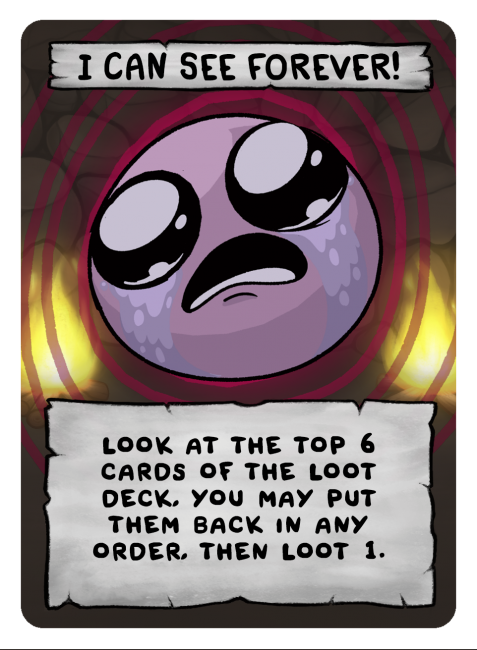 I CAN SEE FOREVER!
LOOK AT THE TOP 6
CARDS OF THE LOOT
DECK. YOU MAY PUT
THEM BACK IN ANY
ORDER, THEN LOOT 1.